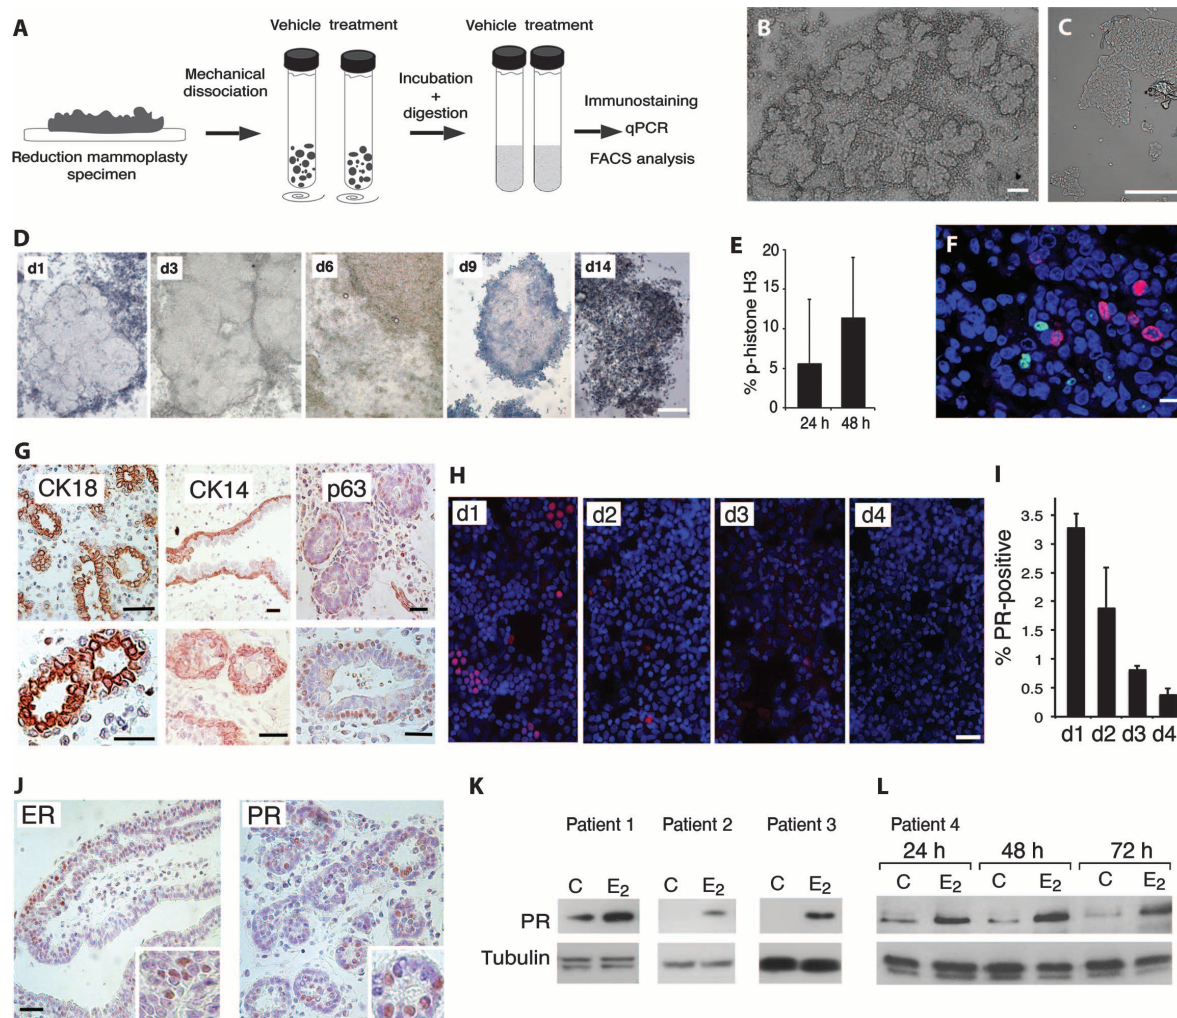 A
Vehicle treatment
Vehicle treatment
Mechanical
dissociation
Incubation
+
digestion
Immunostaining
qPCR
FACS analysis
Reduction mammoplasty
specimen
B
C
D
d1
d3
d6
d9
d14
E
% p-histone H3
20
15
10
5
0
24 h
48 h
F
G
CK18
CK14
p63
H
d1
d2
d3
d4
I
% PR-positive
3.5
3
2.5
2
1.5
1
0.5
0
d1
d2
d3
d4
J
ER
PR
K
Patient 1
Patient 2
Patient 3
C
E2
C
E2
C
E2
PR
Tubulin
L
Patient 4
24 h
48 h
72 h
C
E2
C
E2
C
E2